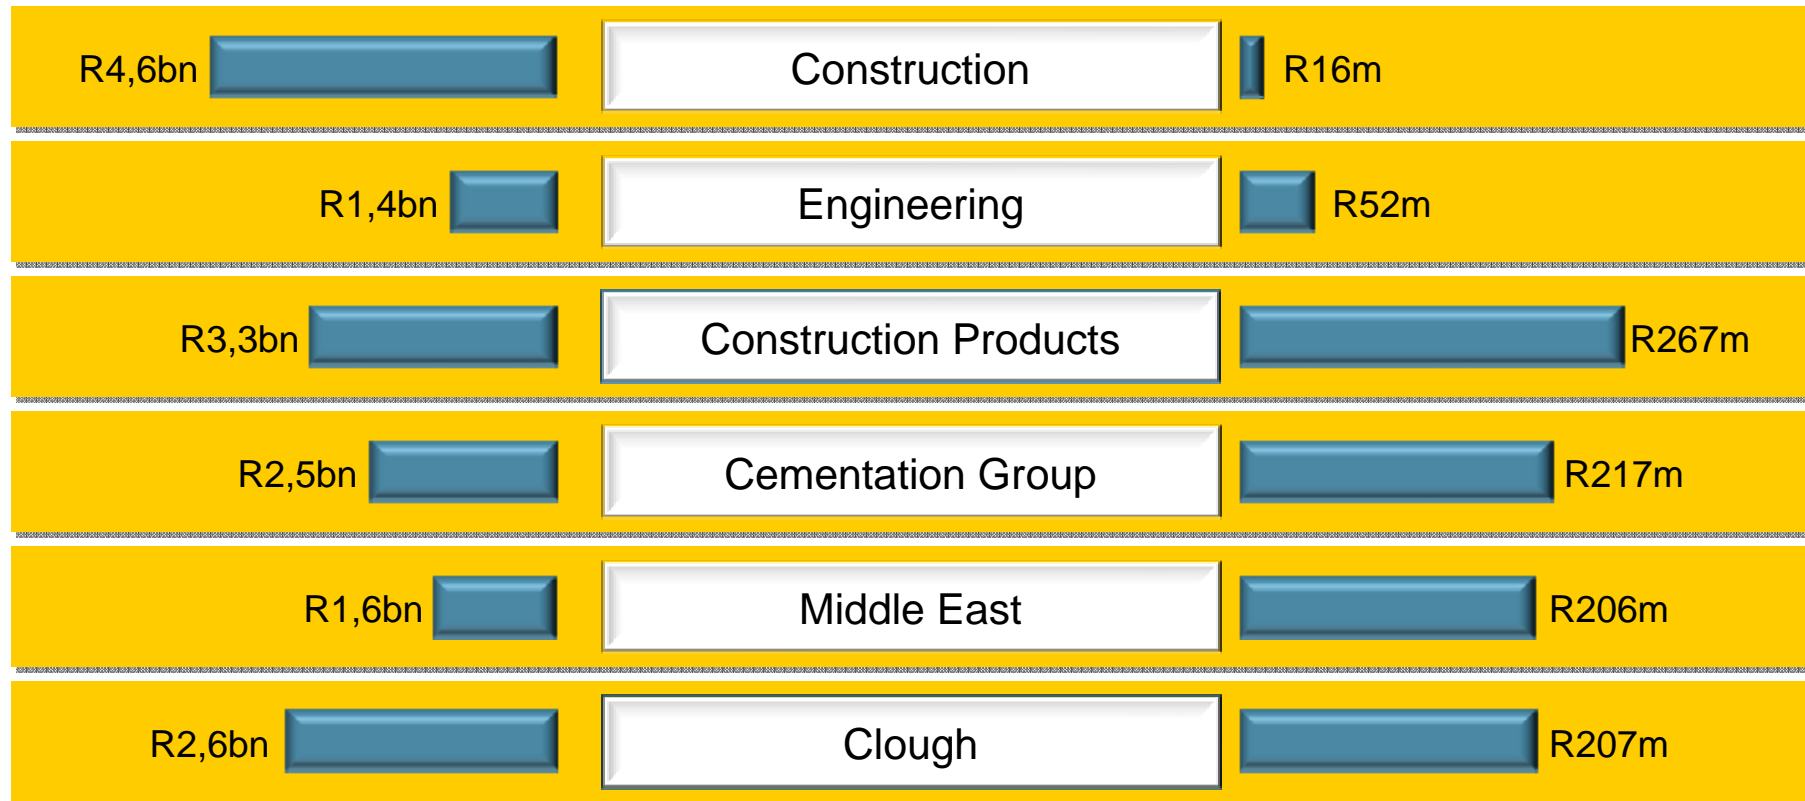 R4,6bn Construction R16m
R1,4bn Engineering R52m
R3,3bn Construction Products R267m
R2,5bn Cementation Group R217m
R1,6bn Middle East R206m
R2,6bn Clough R207m